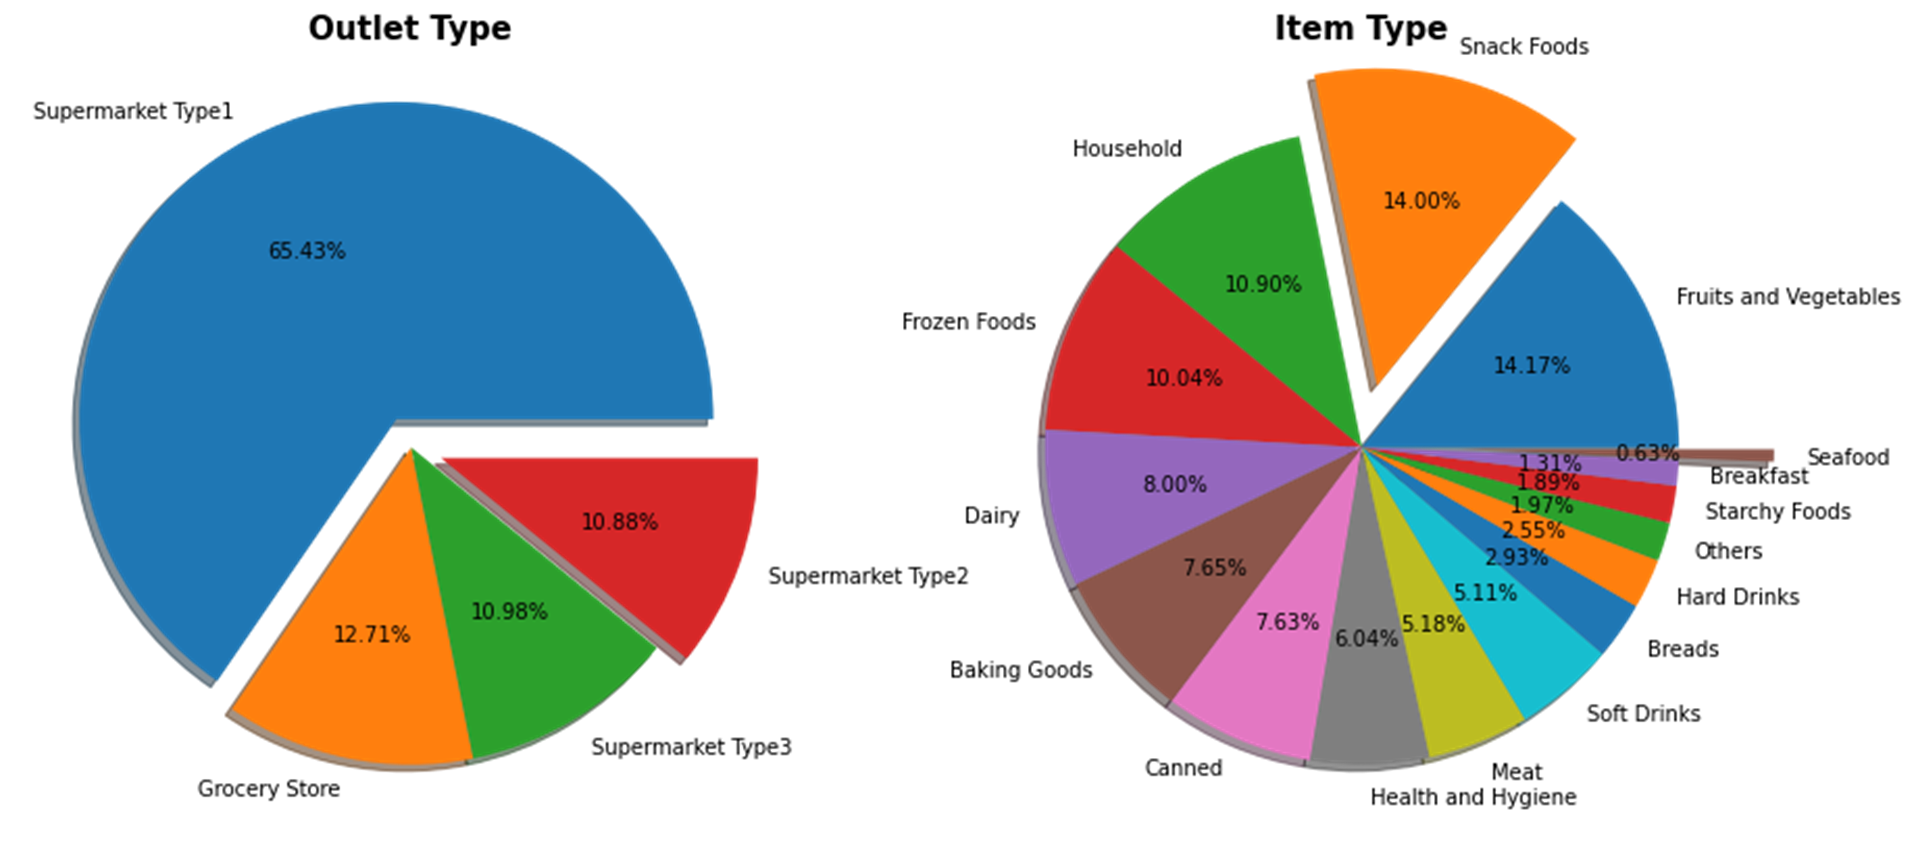 Outlet Type
Supermarket Type1
65.43%
10.88%
Supermarket Type2
12.71%
10.98%
Supermarket Type3
Grocery Store
Item Type
Snack Foods
Household
14.00%
10.90%
Fruits and Vegetables
Frozen Foods
14.17%
10.04%
0.63%
Seafood
1.31%
Breakfast
8.00%
1.89%
Starchy Foods
1.97%
Dairy
2.55%
Others
2.93%
7.65%
5.11%
Hard Drinks
7.63%
5.18%
6.04%
Breads
Baking Goods
Soft Drinks
Canned
Meat
Health and Hygiene